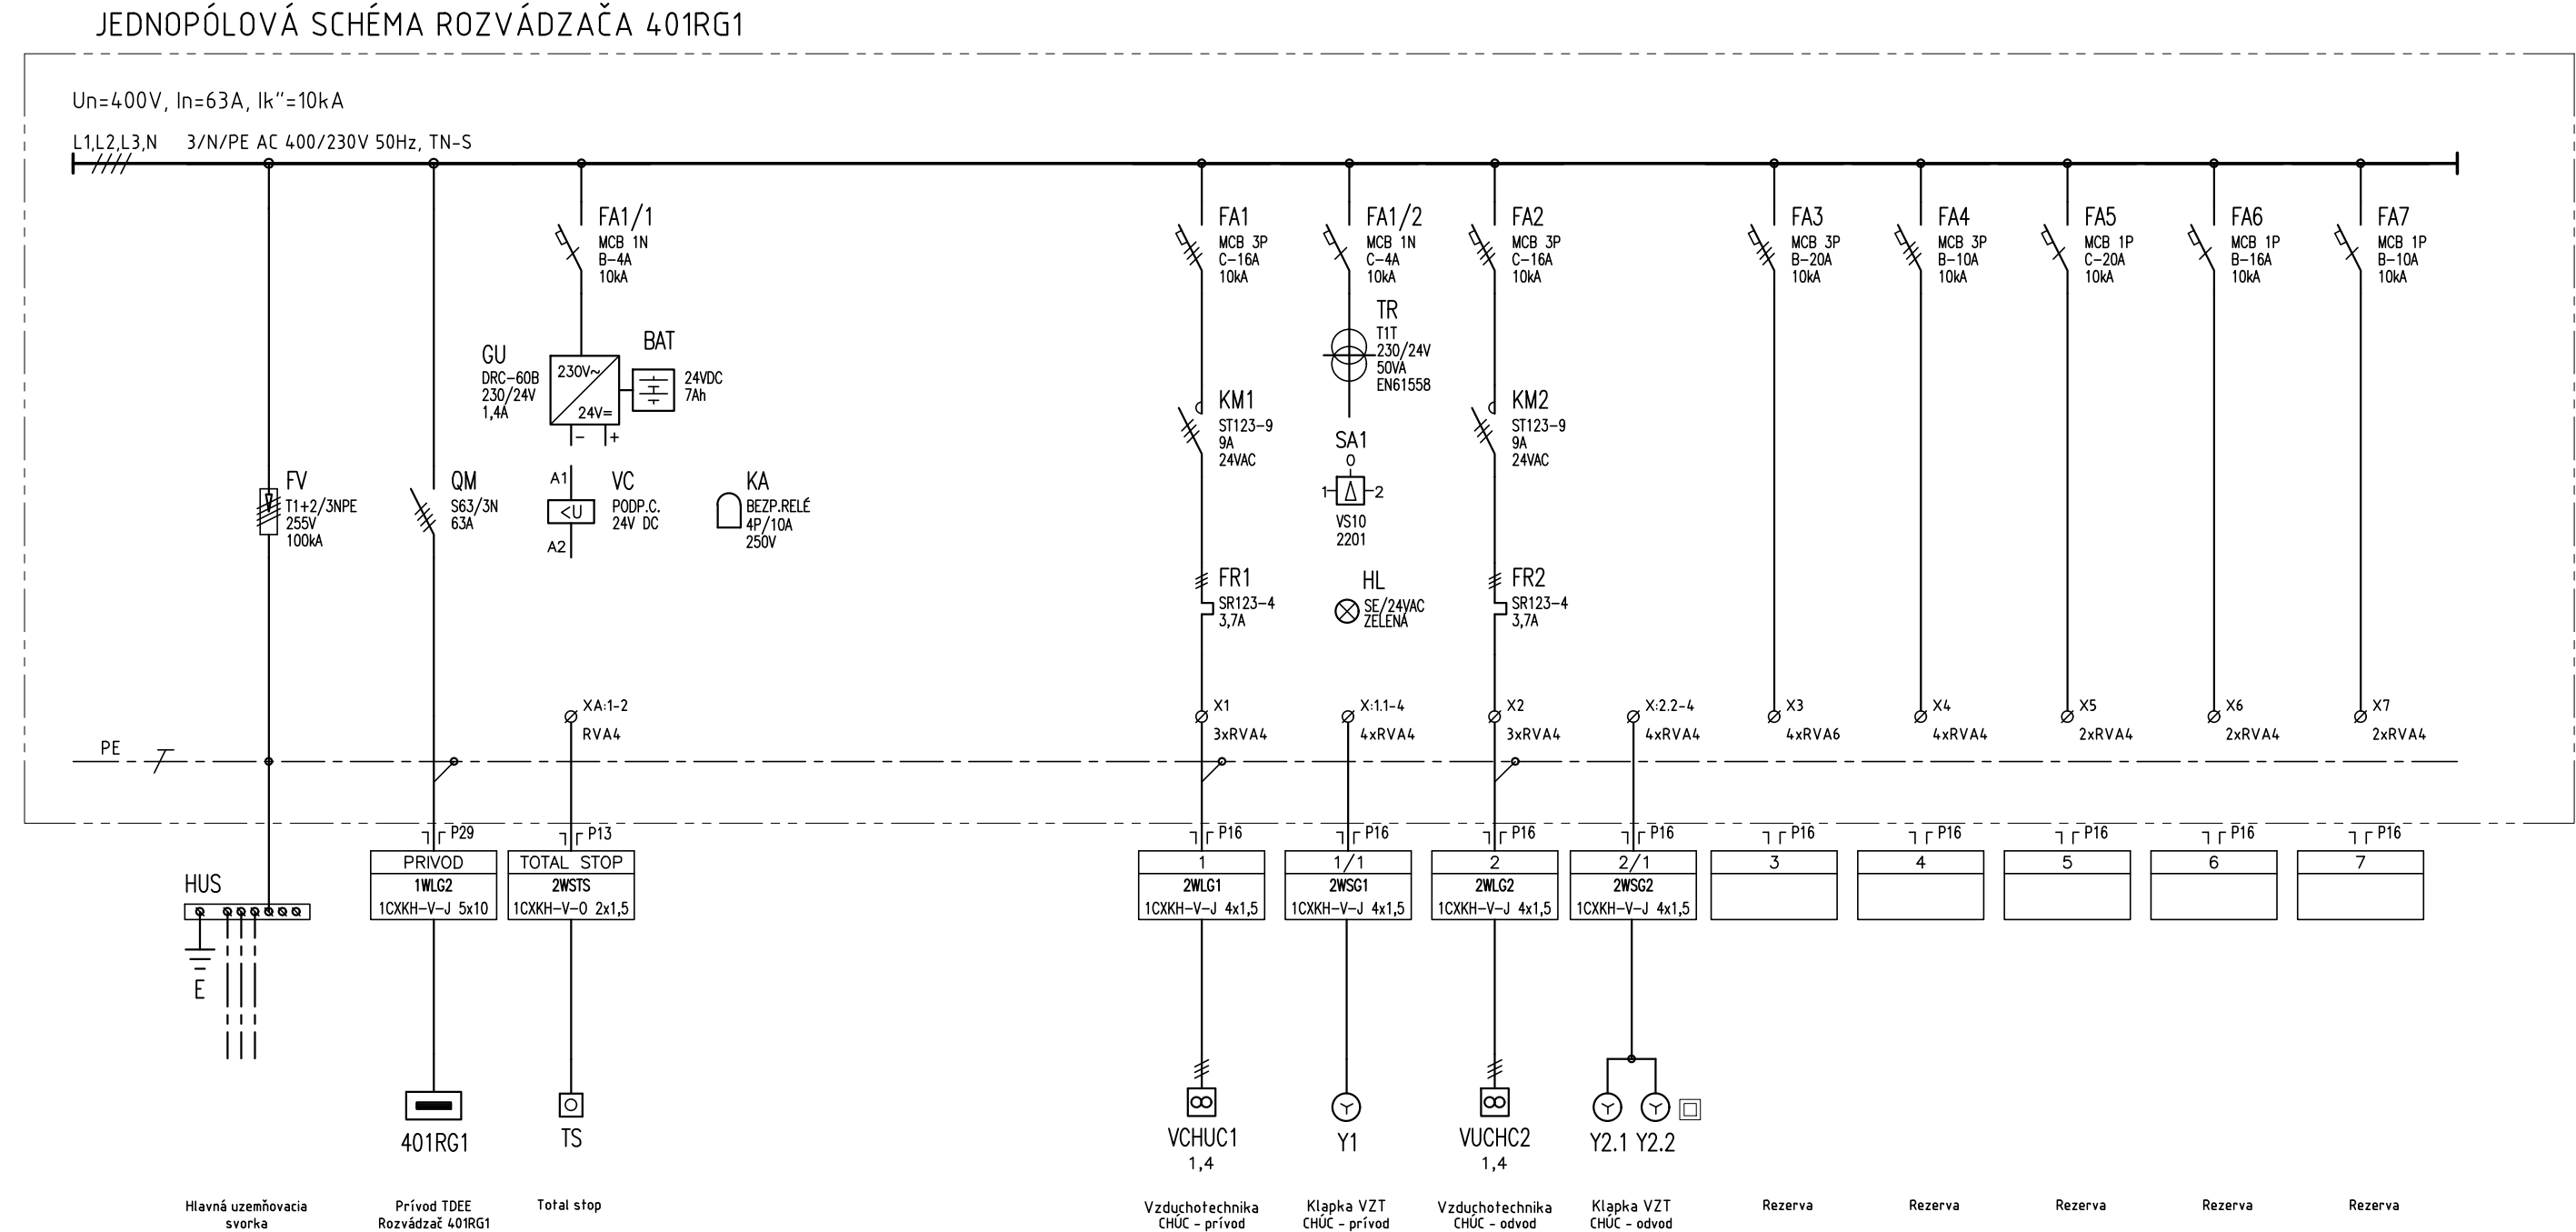 JEDNOPÓLOVÁ SCHÉMA ROZVÁDZAČA 401RG1
Un=400V, In=63A, Ik"=10kA
L1,L2,L3,N 3/N/PE AC 400/230V 50Hz, TN-S
FA1/1
MCB 1N
B-4A
10kA
FA1
MCB 3P
C-16A
10kA
FA1/2
MCB 1N
C-4A
10kA
FA2
MCB 3P
C-16A
10kA
FA3
MCB 3P
B-20A
10kA
FA4
MCB 3P
B-10A
10kA
FA5
MCB 1P
C-20A
10kA
FA6
MCB 1P
B-16A
10kA
FA7
MCB 1P
B-10A
10kA
GU
DRC-60B
230/24V
1,4A
230V~
24V=
- +
BAT
24VDC
7Ah
TR
T1T
230/24V
50VA
EN61558
KM1
ST123-9
9A
24VAC
KM2
ST123-9
9A
24VAC
SA1
0
1 2
VS10
2201
FV
T1+2/3NPE
255V
100kA
QM
S63/3N
63A
A1
<U
A2
VC
PODP.C.
24V DC
KA
BEZP.RELÉ
4P/10A
250V
FR1
SR123-4
3,7A
HL
SE/24VAC
ZELENÁ
FR2
SR123-4
3,7A
XA:1-2
RVA4
X1
3xRVA4
X:1.1-4
4xRVA4
X2
3xRVA4
X:2.2-4
4xRVA4
X3
4xRVA6
X4
4xRVA4
X5
2xRVA4
X6
2xRVA4
X7
2xRVA4
PE
P29
P13
P16
P16
P16
P16
P16
P16
P16
P16
P16
HUS
E
PRIVOD
1WLG2
1CXKH-V-J 5x10
TOTAL STOP
2WSTS
1CXKH-V-O 2x1,5
1
2WLG1
1CXKH-V-J 4x1,5
1/1
2WSG1
1CXKH-V-J 4x1,5
2
2WLG2
1CXKH-V-J 4x1,5
2/1
2WSG2
1CXKH-V-J 4x1,5
3
4
5
6
7
401RG1
TS
VCHUC1
1,4
Y1
VUCHC2
1,4
Y2.1 Y2.2
Hlavná uzemňovacia
svorka
Prívod TDEE
Rozvádzač 401RG1
Total stop
Vzduchotechnika
CHÚC - prívod
Klapka VZT
CHÚC - prívod
Vzduchotechnika
CHÚC - odvod
Klapka VZT
CHÚC - odvod
Rezerva
Rezerva
Rezerva
Rezerva
Rezerva